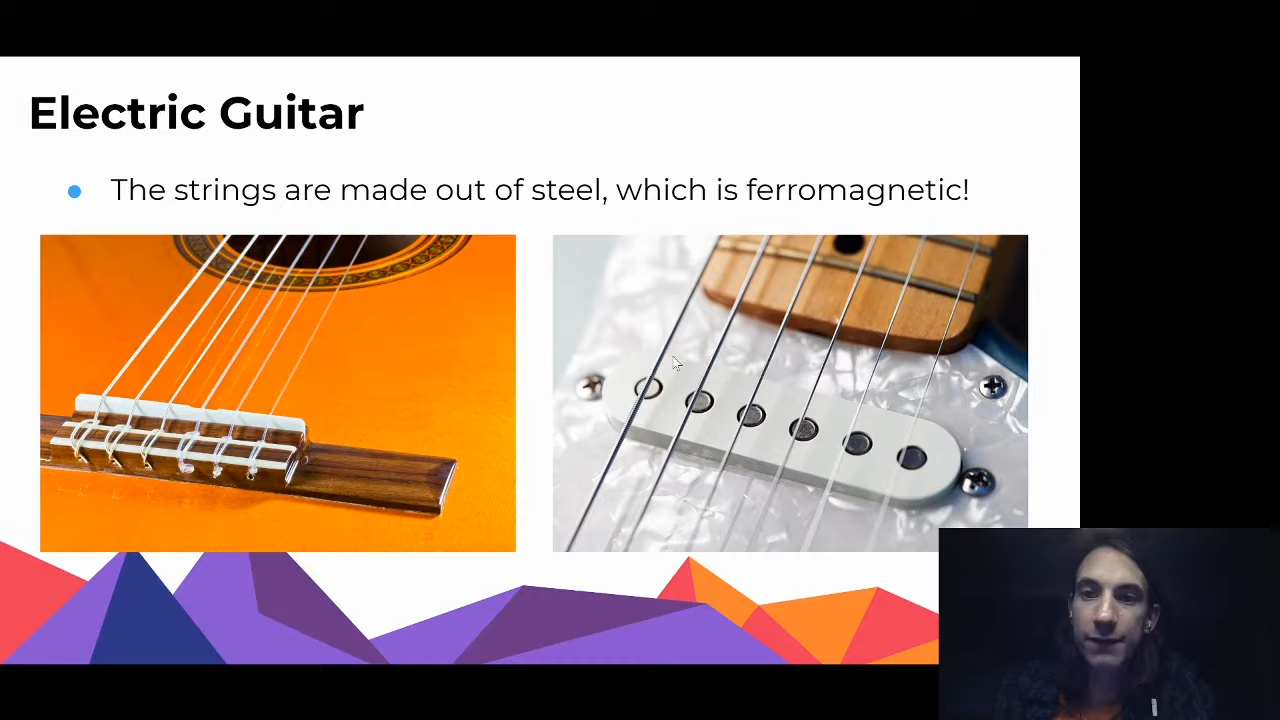 Electric Guitar
The strings are made out of steel, which is ferromagnetic!